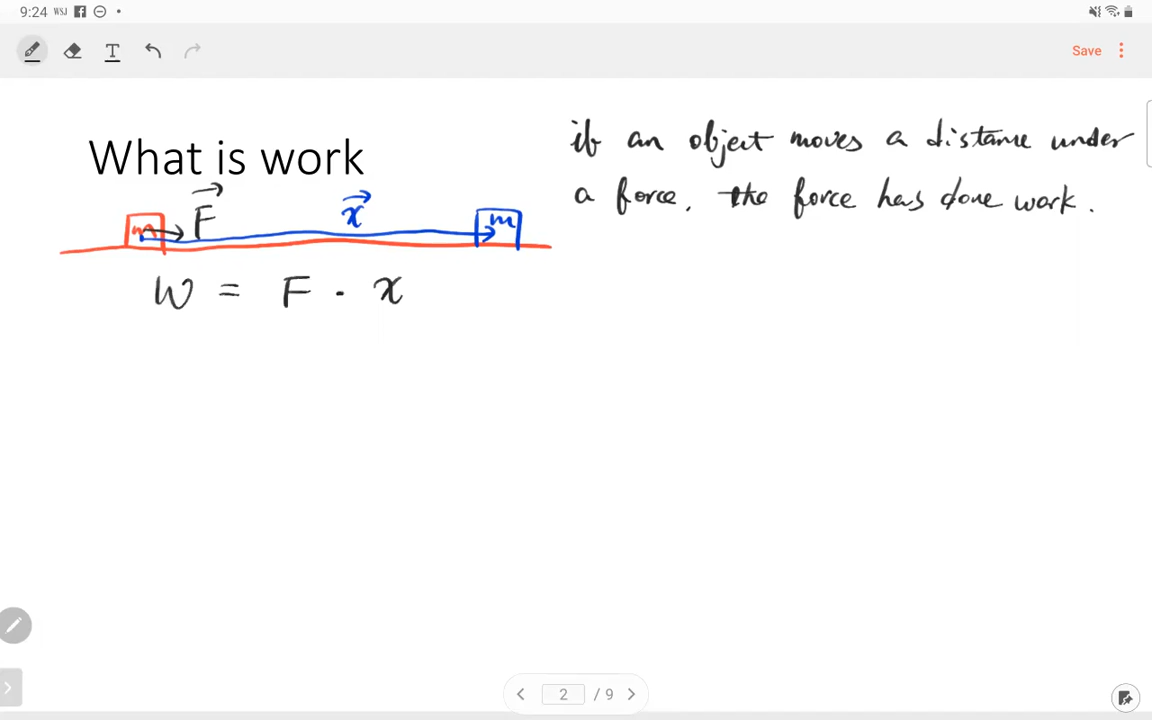 9:24 WSJ
T Save
What is work
if an object moves a distance under
a force, the force has done work.
m F x m
W = F · x
2 / 9